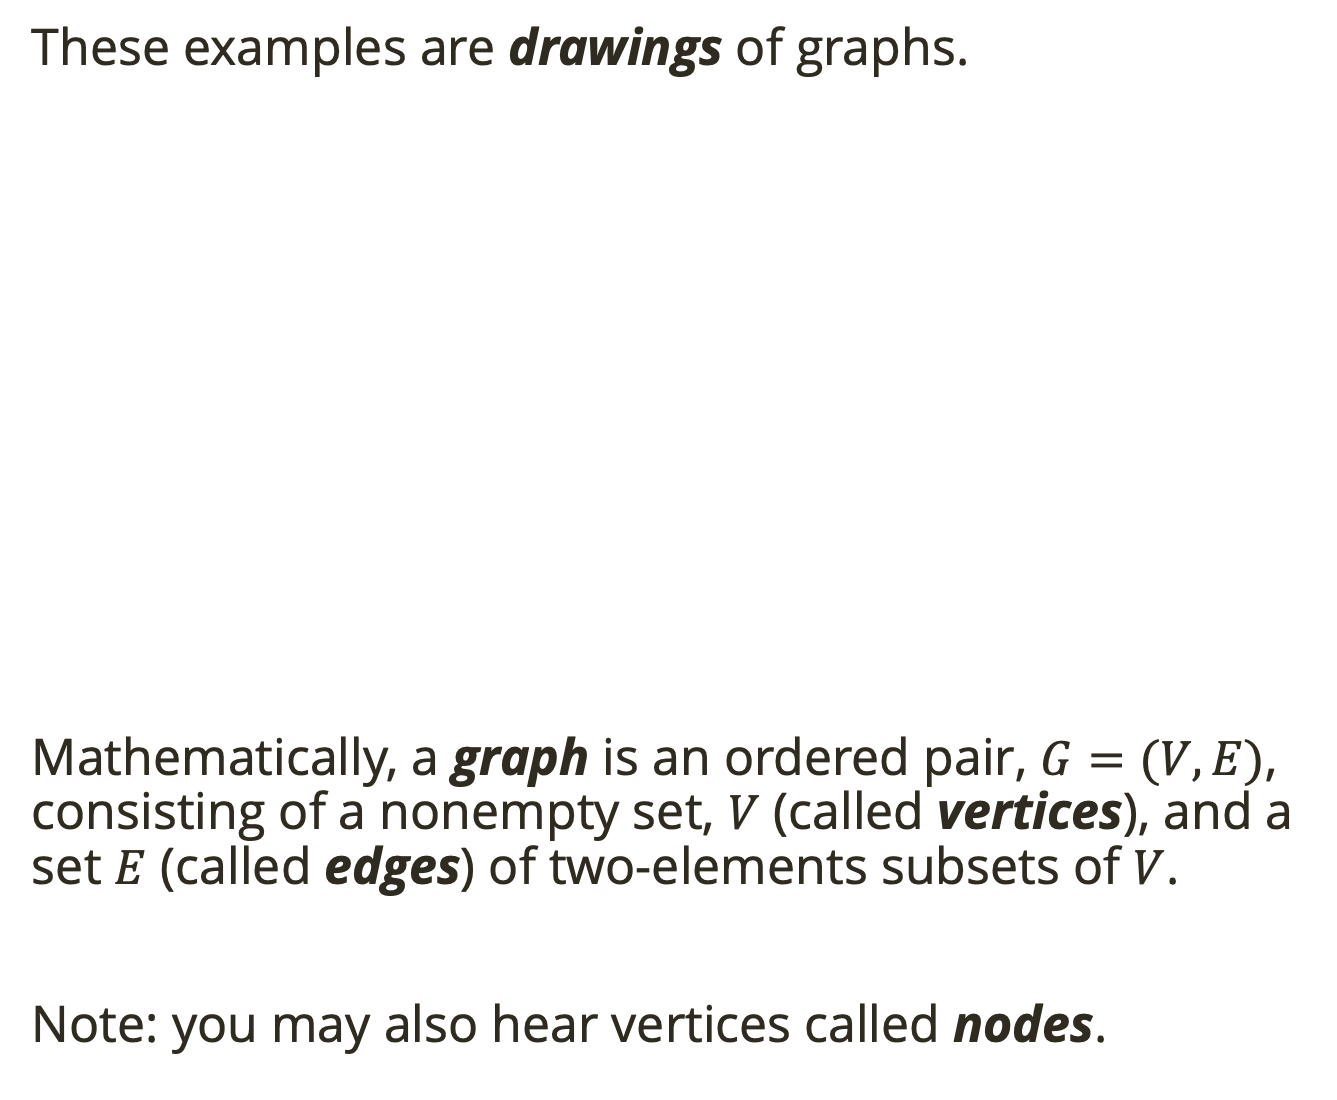 These examples are drawings of graphs.
Mathematically, a graph is an ordered pair, G = (V, E),
consisting of a nonempty set, V (called vertices), and a
set E (called edges) of two-elements subsets of V.
Note: you may also hear vertices called nodes.